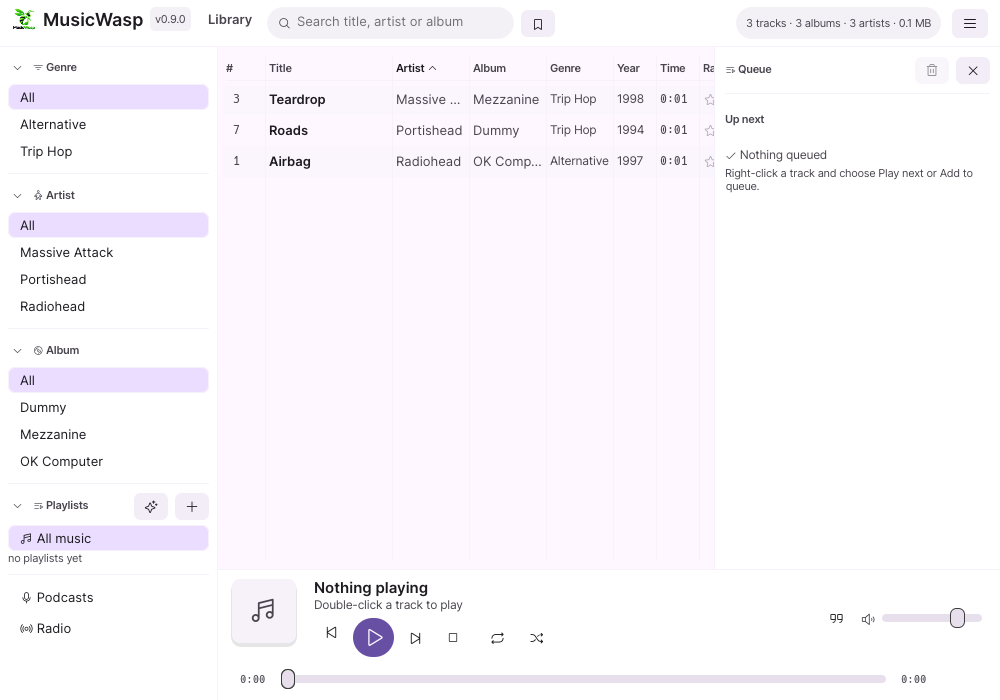 MusicWasp v0.9.0 Library Search title, artist or album 3 tracks · 3 albums · 3 artists · 0.1 MB
Genre
All
Alternative
Trip Hop
Artist
All
Massive Attack
Portishead
Radiohead
Album
All
Dummy
Mezzanine
OK Computer
Playlists
All music
no playlists yet
Podcasts
Radio
# Title Artist Album Genre Year Time Ra
3 Teardrop Massive ... Mezzanine Trip Hop 1998 0:01
7 Roads Portishead Dummy Trip Hop 1994 0:01
1 Airbag Radiohead OK Comp... Alternative 1997 0:01
Queue
Up next
Nothing queued
Right-click a track and choose Play next or Add to
queue.
Nothing playing
Double-click a track to play
0:00 0:00